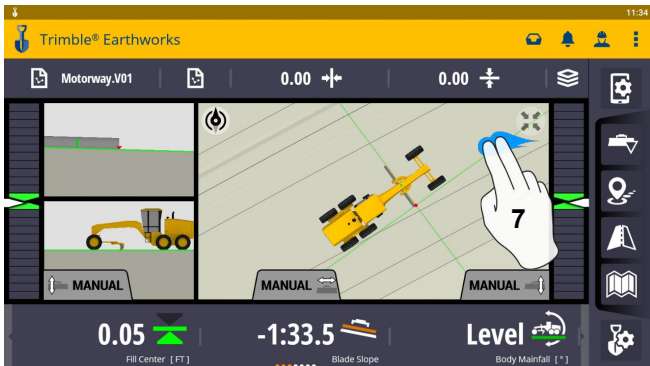 11:34
Trimble® Earthworks
Motorway.V01
0.00
0.00
7
MANUAL
MANUAL
MANUAL
0.05
-1:33.5
Level
Fill Center [FT]
Blade Slope
Body Mainfall [°]